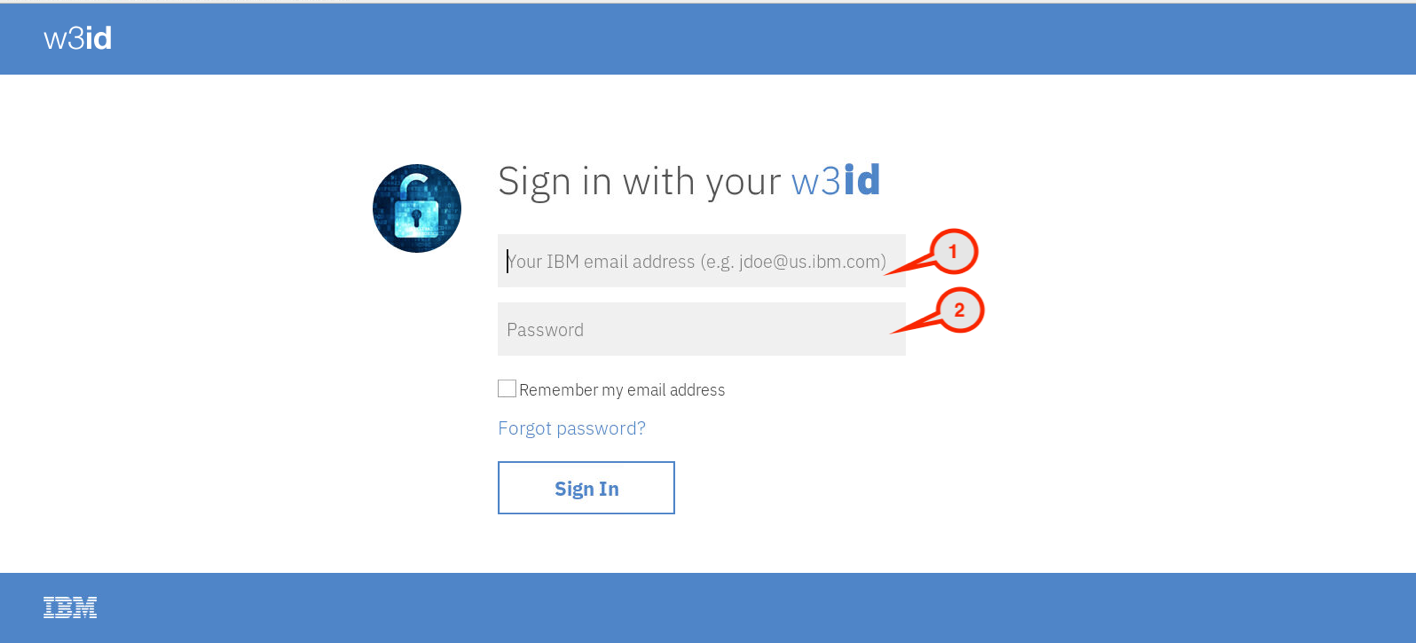 w3id
Sign in with your w3id
Your IBM email address (e.g. jdoe@us.ibm.com)
1
Password
2
Remember my email address
Forgot password?
Sign In
IBM